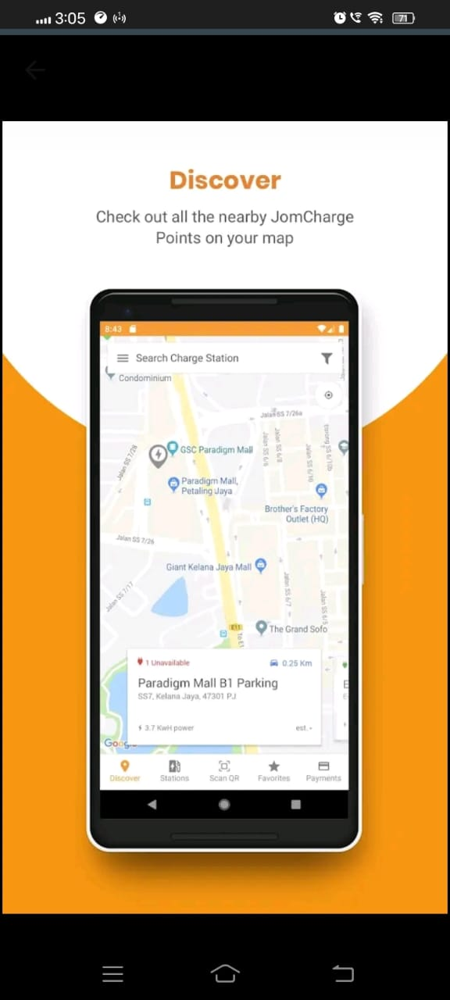 3:05
71
Discover
Check out all the nearby JomCharge
Points on your map
8:43
Search Charge Station
Condominium
Jalan SS 7/26a
GSC Paradigm Mall
Jalan SS 7/26
Jalan SS 6/6
Jalan SS 6/8
Jalan SS 6/16
Lorong SS 6/10b
Paradigm Mall,
Petaling Jaya
Brother's Factory
Outlet (HQ)
Jalan SS 7/26
Giant Kelana Jaya Mall
Jalan SS 7/17
Jalan SS 6/7
E11
The Grand Sofo
1 Unavailable
0.25 Km
Paradigm Mall B1 Parking
SS7, Kelana Jaya, 47301 PJ
3.7 KwH power
est. -
Google
Discover
Stations
Scan QR
Favorites
Payments